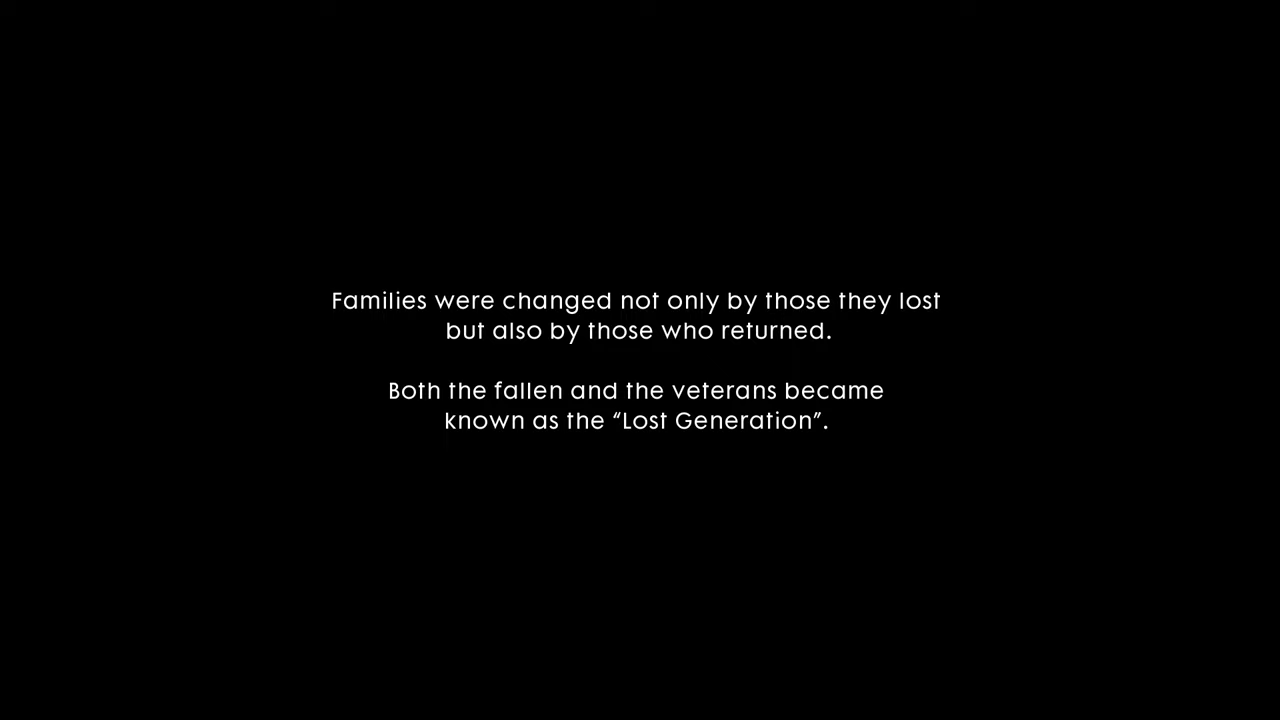 Families were changed not only by those they lost
but also by those who returned.
Both the fallen and the veterans became
known as the “Lost Generation”.